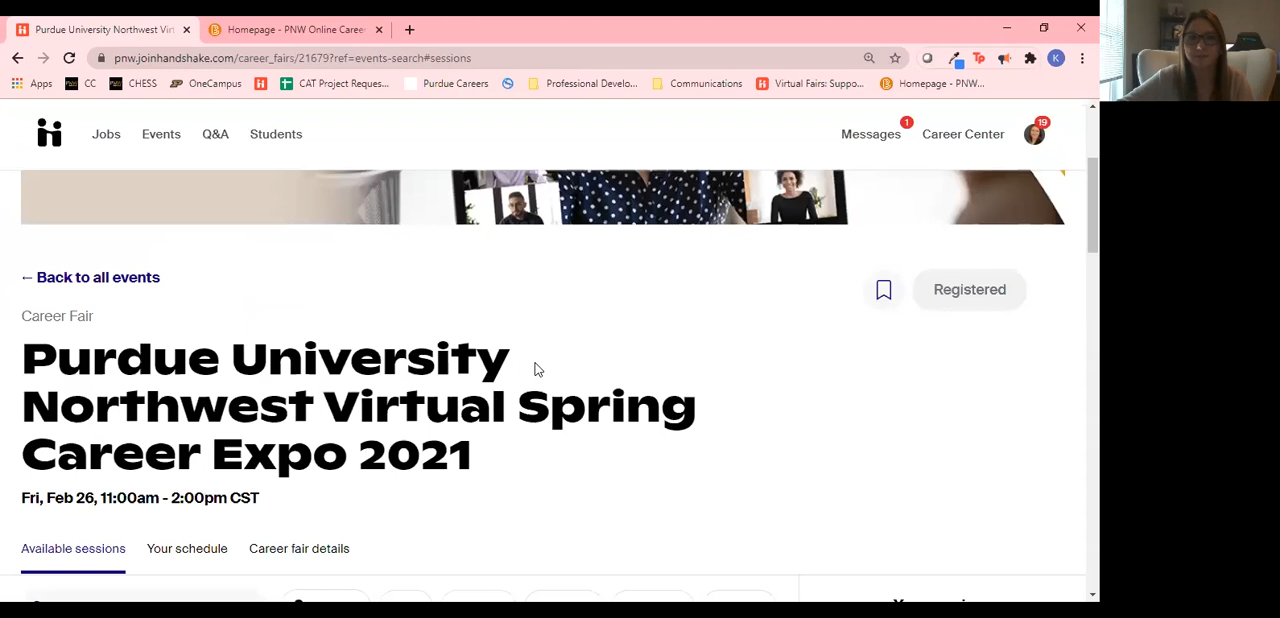 Purdue University Northwest Virt
Homepage - PNW Online Caree
pnw.joinhandshake.com/career_fairs/21679?ref=events-search#sessions
K
Apps CC CHESS OneCampus CAT Project Reques... Purdue Careers Professional Develo... Communications Virtual Fairs: Suppo... Homepage - PNW...
Jobs Events Q&A Students Messages 1 Career Center 19
← Back to all events
Registered
Career Fair
Purdue University
Northwest Virtual Spring
Career Expo 2021
Fri, Feb 26, 11:00am - 2:00pm CST
Available sessions Your schedule Career fair details